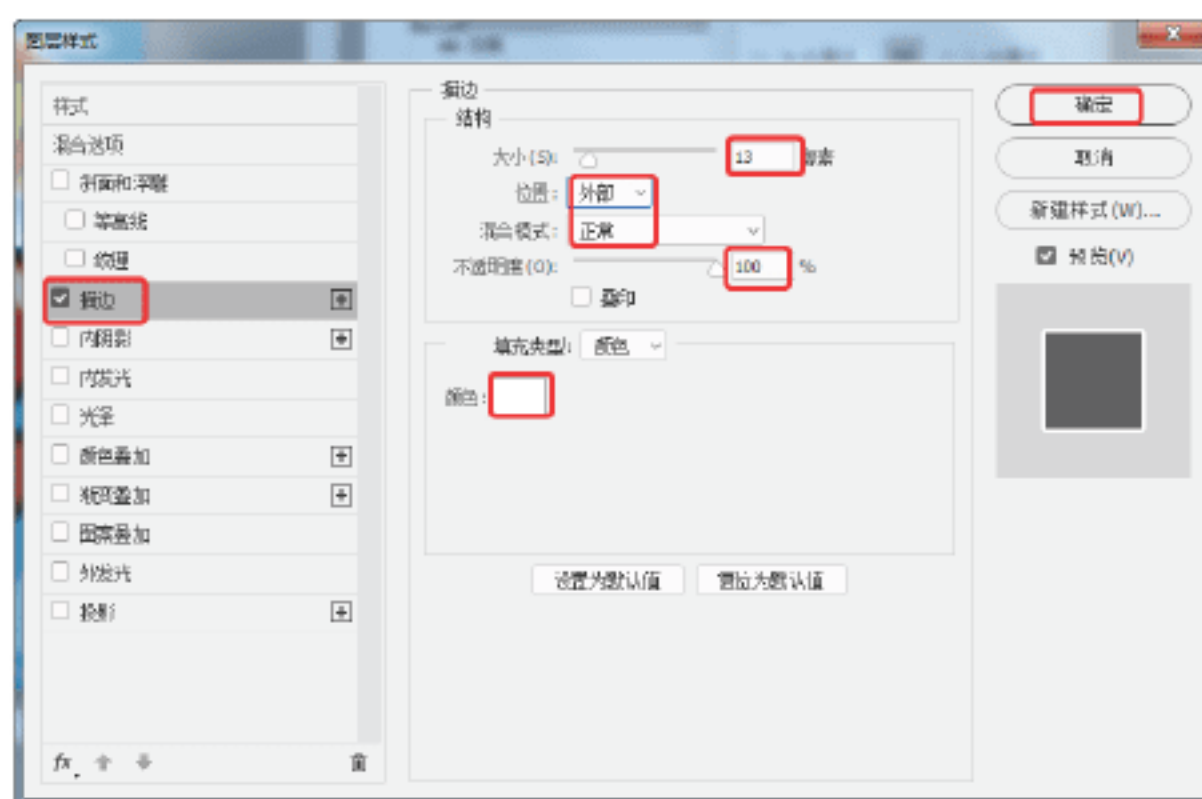 图层样式
样式
混合选项
斜面和浮雕
等高线
纹理
描边
内阴影
内发光
光泽
颜色叠加
渐变叠加
图案叠加
外发光
投影
fx
描边
结构
大小(S): 13 像素
位置: 外部
混合模式: 正常
不透明度(O): 100 %
叠印
填充类型: 颜色
颜色:
设置为默认值 复位为默认值
确定
取消
新建样式(W)...
预览(V)